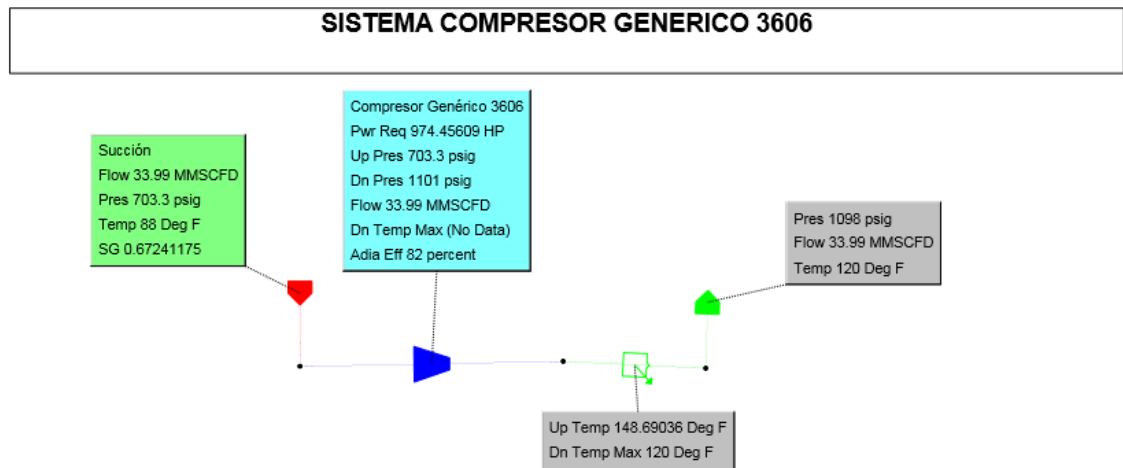 SISTEMA COMPRESOR GENERICO 3606
Compresor Genérico 3606
Pwr Req 974.45609 HP
Up Pres 703.3 psig
Dn Pres 1101 psig
Flow 33.99 MMSCFD
Dn Temp Max (No Data)
Adia Eff 82 percent
Succión
Flow 33.99 MMSCFD
Pres 703.3 psig
Temp 88 Deg F
SG 0.67241175
Pres 1098 psig
Flow 33.99 MMSCFD
Temp 120 Deg F
Up Temp 148.69036 Deg F
Dn Temp Max 120 Deg F